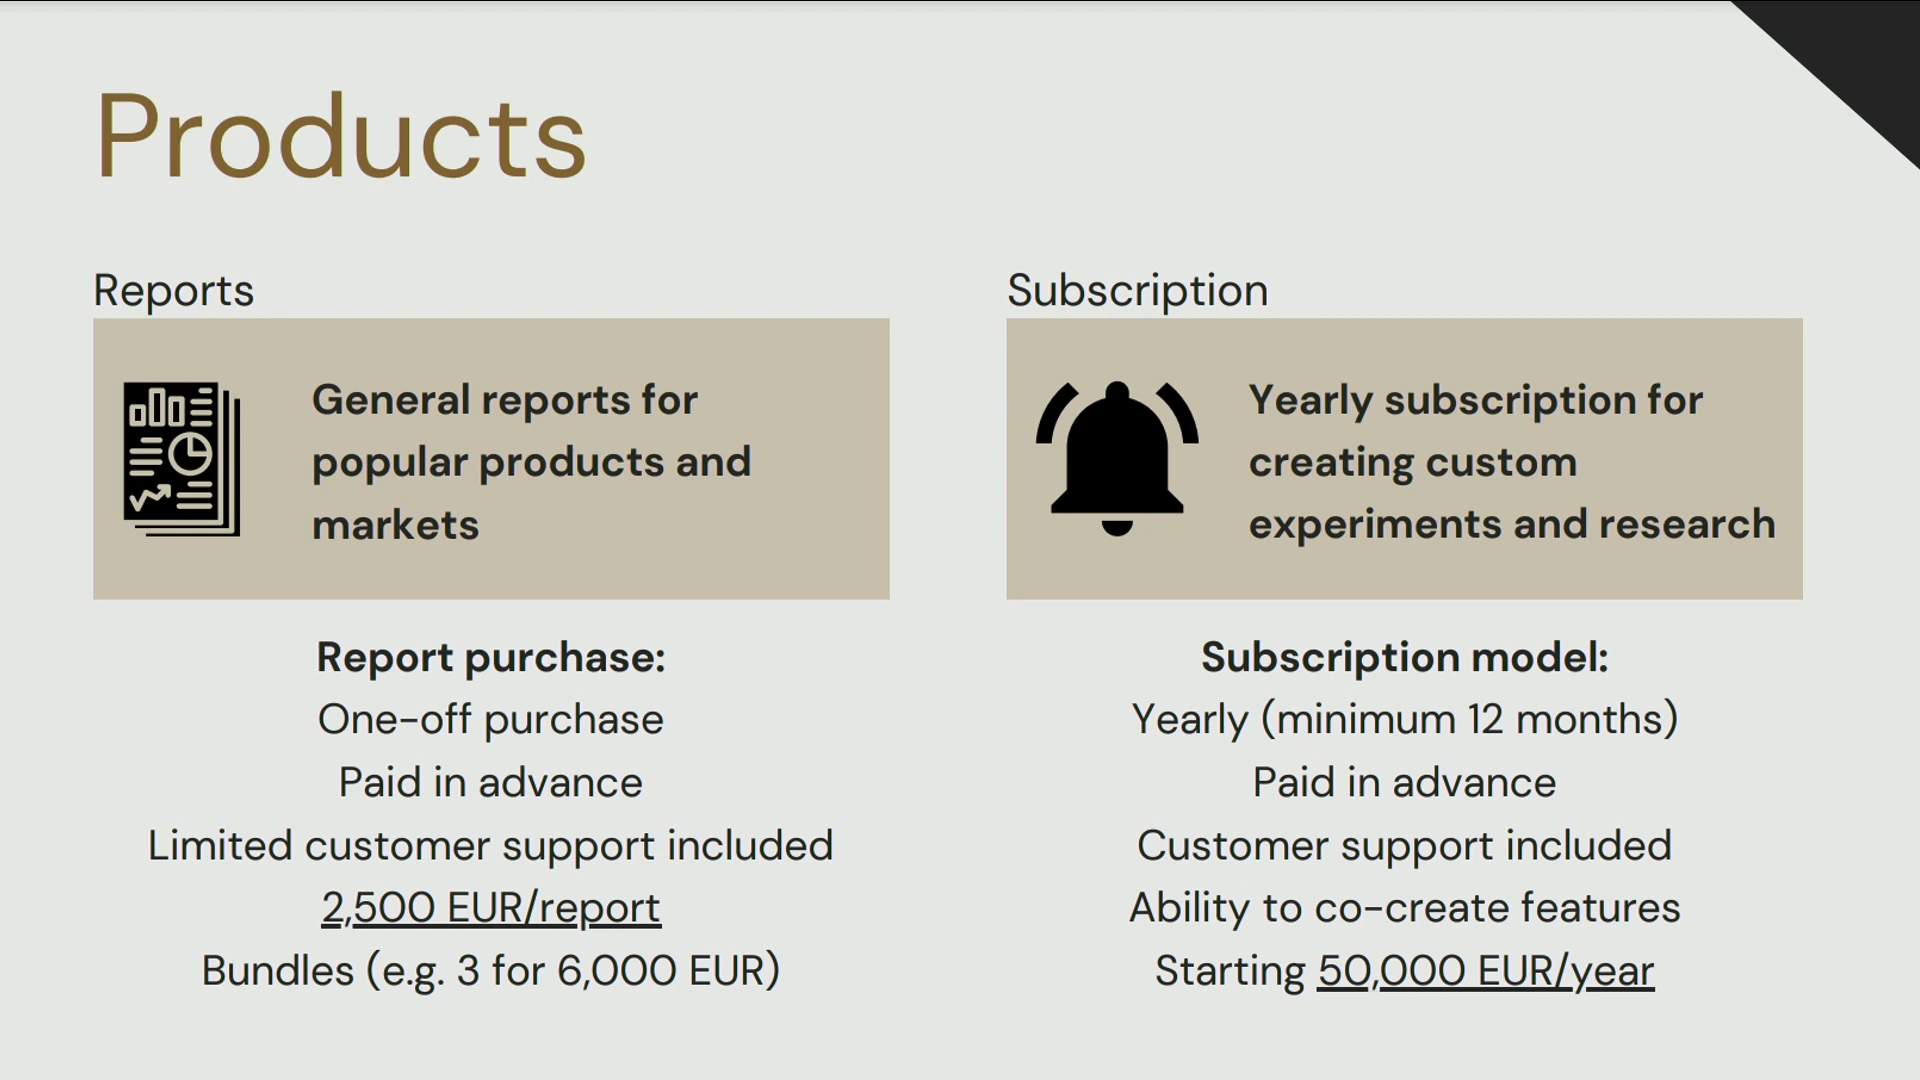 Products
Reports
General reports for
popular products and
markets
Report purchase:
One-off purchase
Paid in advance
Limited customer support included
2,500 EUR/report
Bundles (e.g. 3 for 6,000 EUR)
Subscription
Yearly subscription for
creating custom
experiments and research
Subscription model:
Yearly (minimum 12 months)
Paid in advance
Customer support included
Ability to co-create features
Starting 50,000 EUR/year